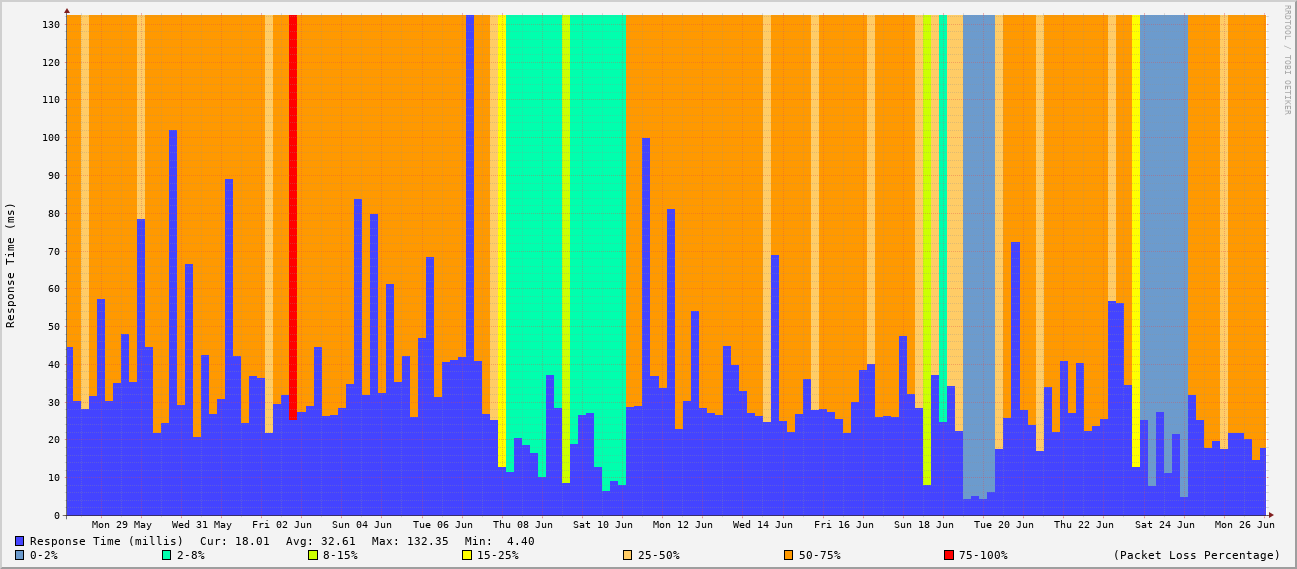 130
120
110
100
90
80
70
60
50
40
30
20
10
0
Response Time (ms)
RRDTOOL / TOBI OETIKER
Mon 29 May Wed 31 May Fri 02 Jun Sun 04 Jun Tue 06 Jun Thu 08 Jun Sat 10 Jun Mon 12 Jun Wed 14 Jun Fri 16 Jun Sun 18 Jun Tue 20 Jun Thu 22 Jun Sat 24 Jun Mon 26 Jun
Response Time (millis) Cur: 18.01 Avg: 32.61 Max: 132.35 Min: 4.40
0-2% 2-8% 8-15% 15-25% 25-50% 50-75% 75-100% (Packet Loss Percentage)